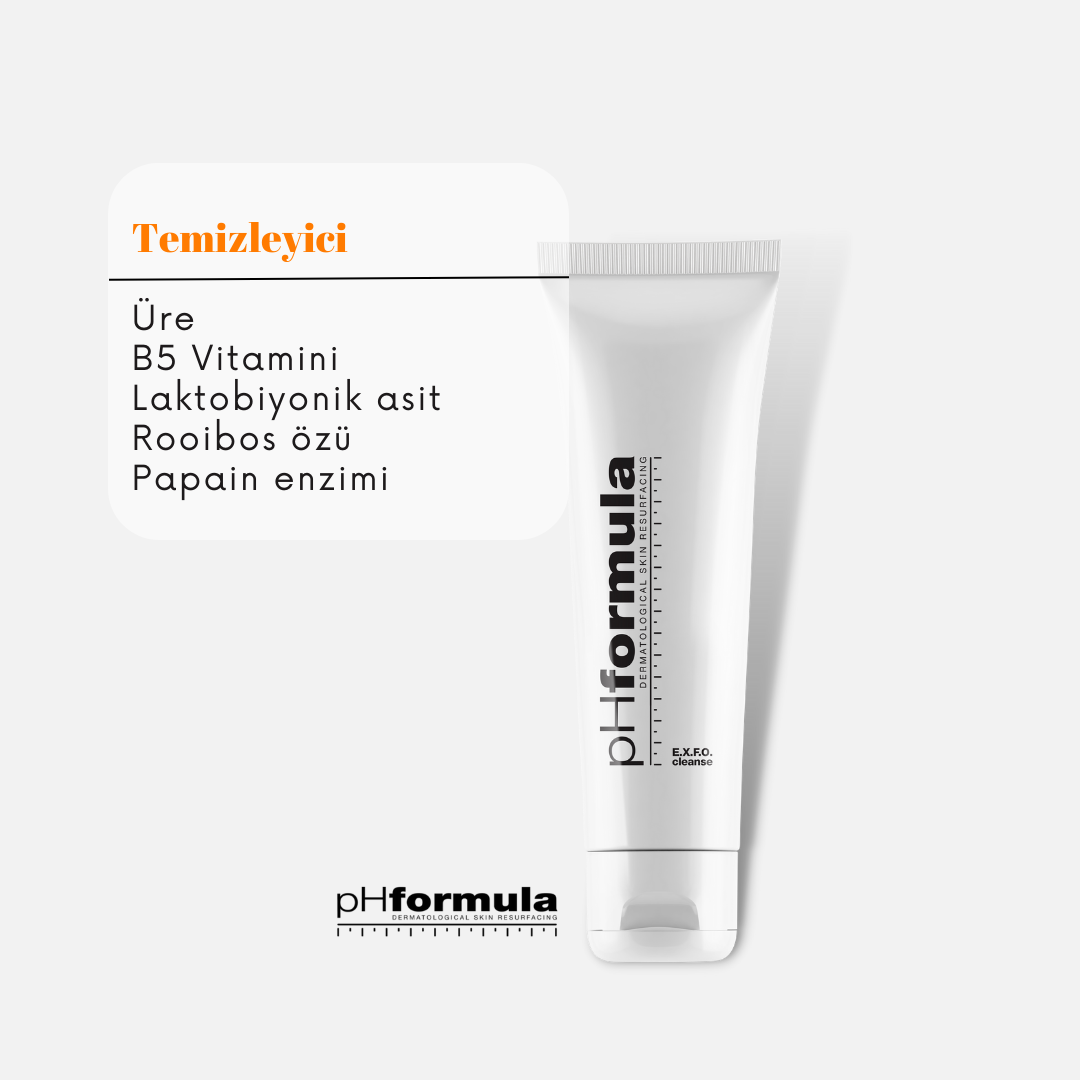 Temizleyici
Üre
B5 Vitamini
Laktobiyonik asit
Rooibos özü
Papain enzimi
pHformula
DERMATOLOGICAL SKIN RESURFACING
E.X.F.O.
cleanse
pHformula
DERMATOLOGICAL SKIN RESURFACING